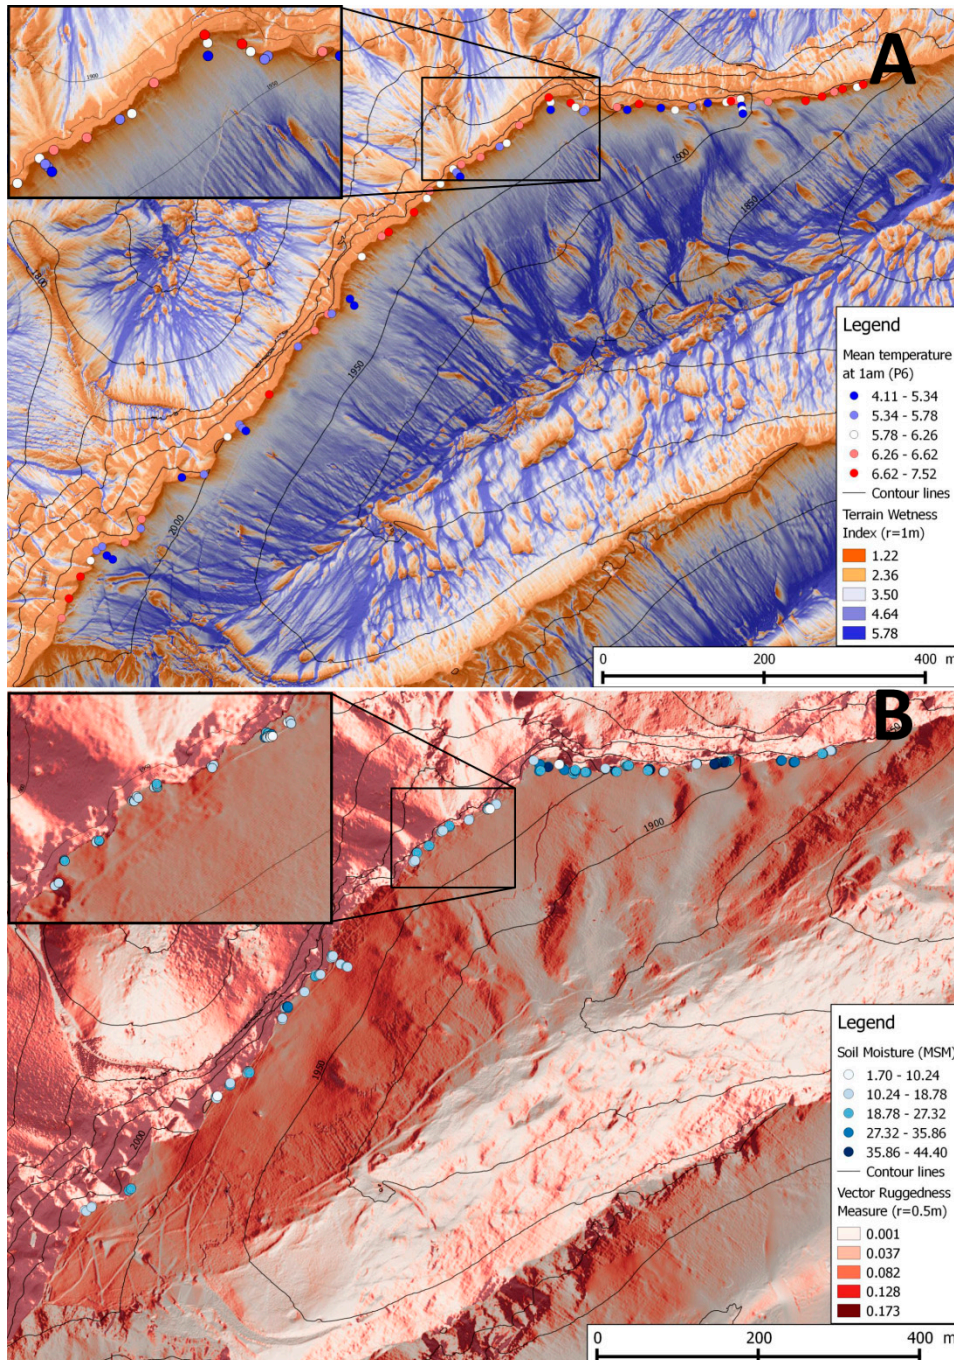 A
1900
1950
1900
1850
1800
1950
2000
Legend
Mean temperature
at 1am (P6)
4.11 - 5.34
5.34 - 5.78
5.78 - 6.26
6.26 - 6.62
6.62 - 7.52
Contour lines
Terrain Wetness
Index (r=1m)
1.22
2.36
3.50
4.64
5.78
0
200
400 m
B
1900
1950
2000
Legend
Soil Moisture (MSM)
1.70 - 10.24
10.24 - 18.78
18.78 - 27.32
27.32 - 35.86
35.86 - 44.40
Contour lines
Vector Ruggedness
Measure (r=0.5m)
0.001
0.037
0.082
0.128
0.173
0
200
400 m